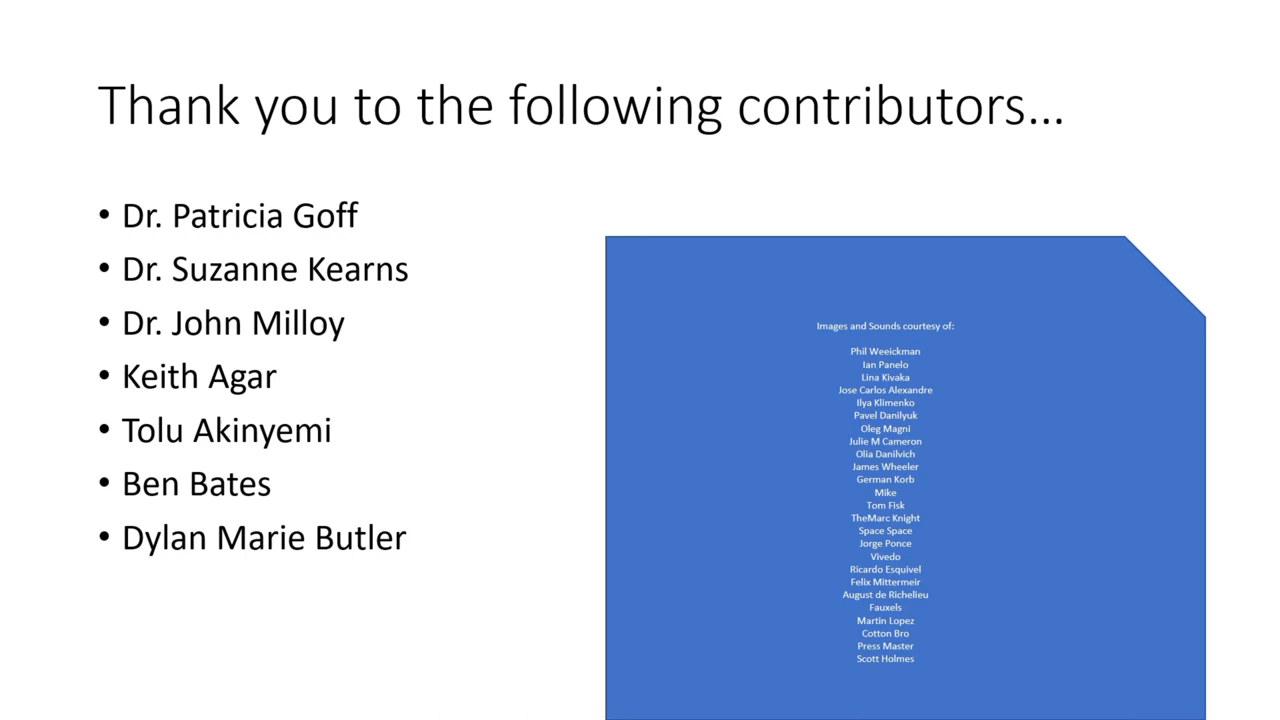 Thank you to the following contributors...
• Dr. Patricia Goff
• Dr. Suzanne Kearns
• Dr. John Milloy
• Keith Agar
• Tolu Akinyemi
• Ben Bates
• Dylan Marie Butler
Images and Sounds courtesy of:
Phil Weeickman
Ian Panelo
Lina Kivaka
Jose Carlos Alexandre
Ilya Klimenko
Pavel Danilyuk
Oleg Magni
Julie M Cameron
Olia Danilvich
James Wheeler
German Korb
Mike
Tom Fisk
TheMarc Knight
Space Space
Jorge Ponce
Vivedo
Ricardo Esquivel
Felix Mittermeir
August de Richelieu
Fauxels
Martin Lopez
Cotton Bro
Press Master
Scott Holmes